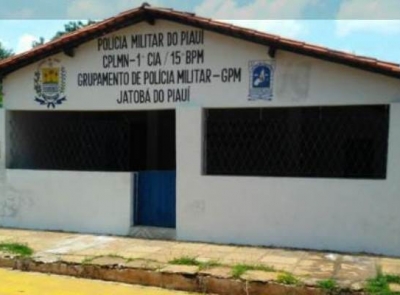 POLÍCIA MILITAR DO PIAUÍ
CPLMN-1ª CIA / 15º BPM
GRUPAMENTO DE POLÍCIA MILITAR-GPM
JATOBÁ DO PIAUÍ